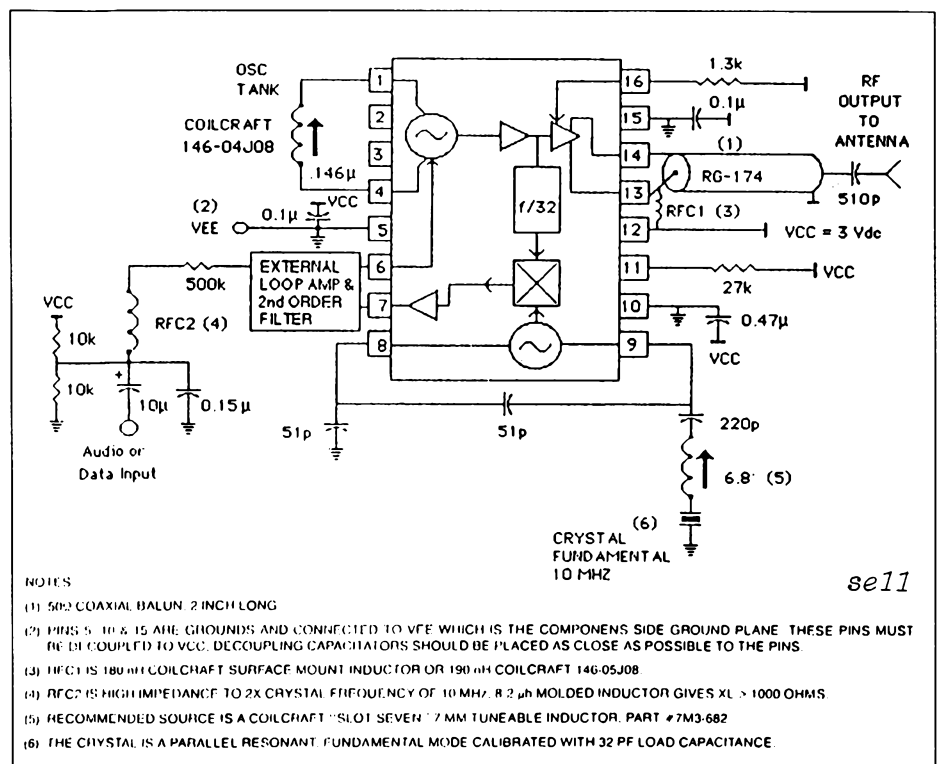 OSC
TANK
COILCRAFT
146-04J08
.146μ
1
2
3
4
5
6
7
8
16
15
14
13
12
11
10
9
f/32
1.3k
0.1μ
RF
OUTPUT
TO
ANTENNA
(1)
RG-174
510p
RFC1 (3)
VCC = 3 Vdc
27k
VCC
0.47μ
VCC
(2)
VEE
0.1μ
VCC
500k
EXTERNAL
LOOP AMP &
2nd ORDER
FILTER
VCC
10k
RFC2 (4)
10k
+
10μ
0.15μ
Audio or
Data Input
51p
51p
220p
6.8' (5)
(6)
CRYSTAL
FUNDAMENTAL
10 MHZ
sell
NOTES
(1) 50Ω COAXIAL BALUN, 2 INCH LONG
(2) PINS 5, 10 & 15 ARE GROUNDS AND CONNECTED TO VEE WHICH IS THE COMPONENS SIDE GROUND PLANE. THESE PINS MUST
BE DECOUPLED TO VCC. DECOUPLING CAPACITORS SHOULD BE PLACED AS CLOSE AS POSSIBLE TO THE PINS.
(3) RFC1 IS 180 nH COILCRAFT SURFACE MOUNT INDUCTOR OR 190 nH COILCRAFT 146-05J08.
(4) RFC2 IS HIGH IMPEDANCE TO 2X CRYSTAL FREQUENCY OF 10 MHz. 8.2 μh MOLDED INDUCTOR GIVES XL > 1000 OHMS.
(5) RECOMMENDED SOURCE IS A COILCRAFT "SLOT SEVEN" 7 MM TUNEABLE INDUCTOR, PART #7M3-682
(6) THE CRYSTAL IS A PARALLEL RESONANT, FUNDAMENTAL MODE CALIBRATED WITH 32 PF LOAD CAPACITANCE.